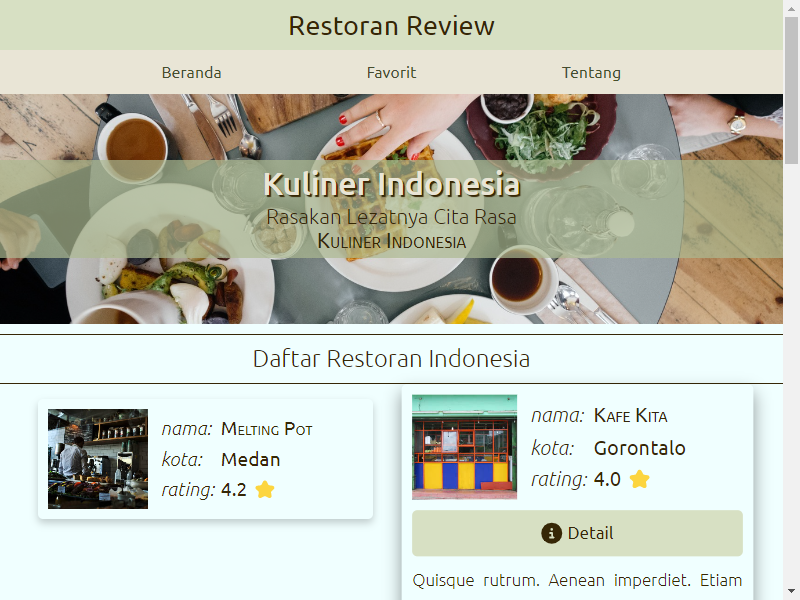 Restoran Review
Beranda Favorit Tentang
Kuliner Indonesia
Rasakan Lezatnya Cita Rasa
Kuliner Indonesia
Daftar Restoran Indonesia
nama: Melting Pot
kota: Medan
rating: 4.2
nama: Kafe Kita
kota: Gorontalo
rating: 4.0
Detail
Quisque rutrum. Aenean imperdiet. Etiam